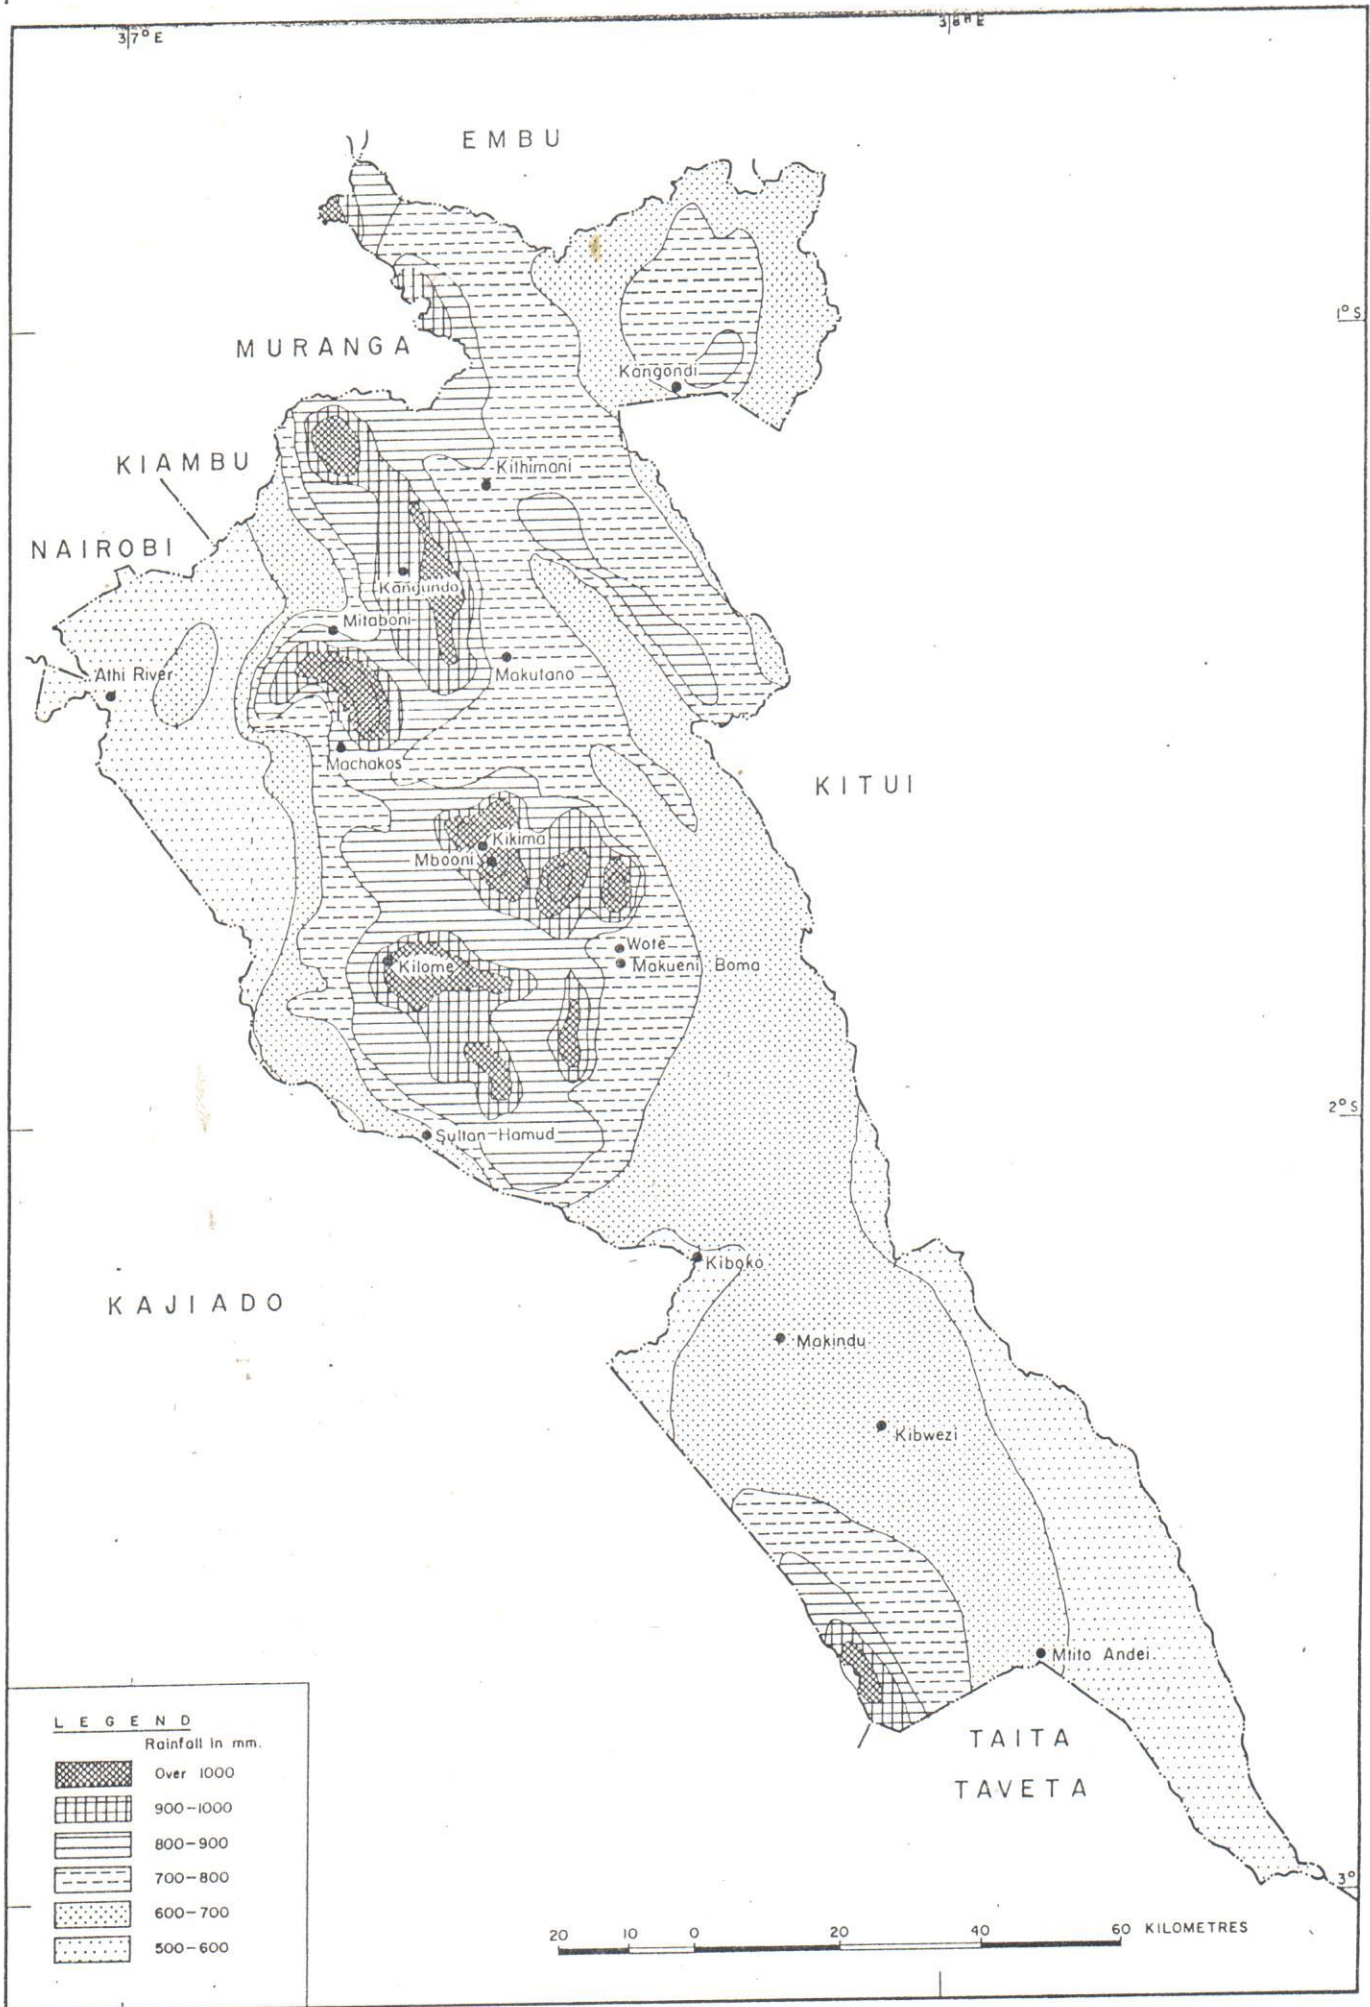 37° E
38° E
EMBU
1° S
MURANGA
Kangondi
KIAMBU
Kithimani
NAIROBI
Kangundo
Mitaboni
Athi River
Makutano
Machakos
KITUI
Kikima
Mbooni
Wote
Kilome
Makueni Boma
2° S
Sultan-Hamud
Kiboko
KAJIADO
Makindu
Kibwezi
Mtito Andei
LEGEND
Rainfall in mm.
TAITA
TAVETA
Over 1000
900-1000
800-900
700-800
600-700
500-600
3°
20 10 0 20 40 60 KILOMETRES